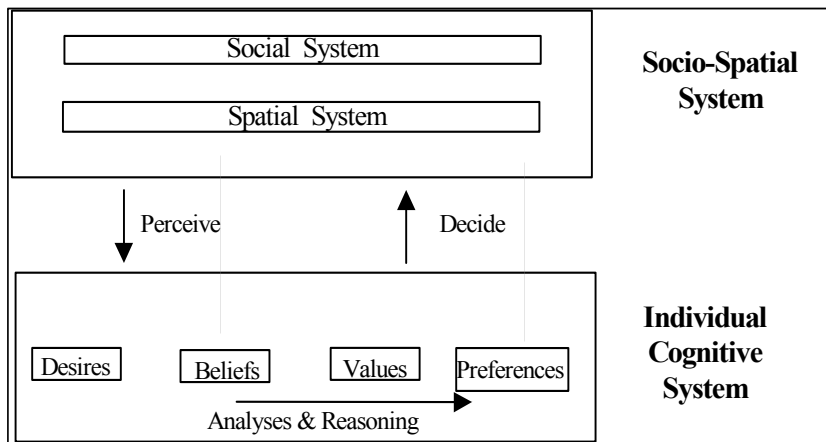 Social System
Spatial System
Socio-Spatial
System
Perceive
Decide
Desires
Beliefs
Values
Preferences
Analyses & Reasoning
Individual
Cognitive
System